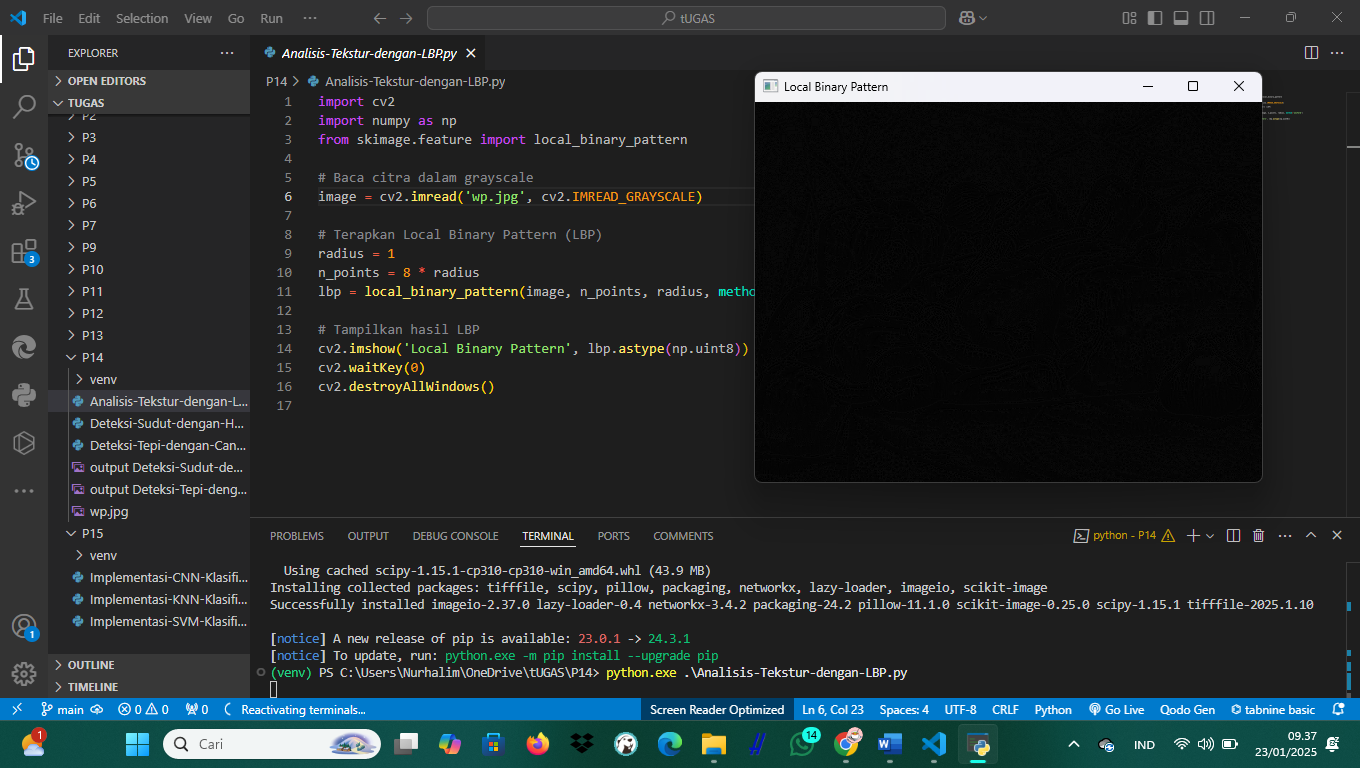 File Edit Selection View Go Run ··· tUGAS
EXPLORER ···
OPEN EDITORS
TUGAS
P2
P3
P4
P5
P6
P7
P9
P10
P11
P12
P13
P14
venv
Analisis-Tekstur-dengan-L...
Deteksi-Sudut-dengan-H...
Deteksi-Tepi-dengan-Can...
output Deteksi-Sudut-de...
output Deteksi-Tepi-deng...
wp.jpg
P15
venv
Implementasi-CNN-Klasifi...
Implementasi-KNN-Klasifi...
Implementasi-SVM-Klasifi...
OUTLINE
TIMELINE
3
1
Analisis-Tekstur-dengan-LBP.py
P14 > Analisis-Tekstur-dengan-LBP.py
1 import cv2
2 import numpy as np
3 from skimage.feature import local_binary_pattern
4
5 # Baca citra dalam grayscale
6 image = cv2.imread('wp.jpg', cv2.IMREAD_GRAYSCALE)
7
8 # Terapkan Local Binary Pattern (LBP)
9 radius = 1
10 n_points = 8 * radius
11 lbp = local_binary_pattern(image, n_points, radius, metho
12
13 # Tampilkan hasil LBP
14 cv2.imshow('Local Binary Pattern', lbp.astype(np.uint8))
15 cv2.waitKey(0)
16 cv2.destroyAllWindows()
17
Local Binary Pattern
PROBLEMS OUTPUT DEBUG CONSOLE TERMINAL PORTS COMMENTS python - P14
Using cached scipy-1.15.1-cp310-cp310-win_amd64.whl (43.9 MB)
Installing collected packages: tifffile, scipy, pillow, packaging, networkx, lazy-loader, imageio, scikit-image
Successfully installed imageio-2.37.0 lazy-loader-0.4 networkx-3.4.2 packaging-24.2 pillow-11.1.0 scikit-image-0.25.0 scipy-1.15.1 tifffile-2025.1.10
[notice] A new release of pip is available: 23.0.1 -> 24.3.1
[notice] To update, run: python.exe -m pip install --upgrade pip
(venv) PS C:\Users\Nurhalim\OneDrive\tUGAS\P14> python.exe .\Analisis-Tekstur-dengan-LBP.py
main 0 0 0 Reactivating terminals... Screen Reader Optimized Ln 6, Col 23 Spaces: 4 UTF-8 CRLF Python Go Live Qodo Gen tabnine basic
1 Cari 14 IND 09.37
23/01/2025